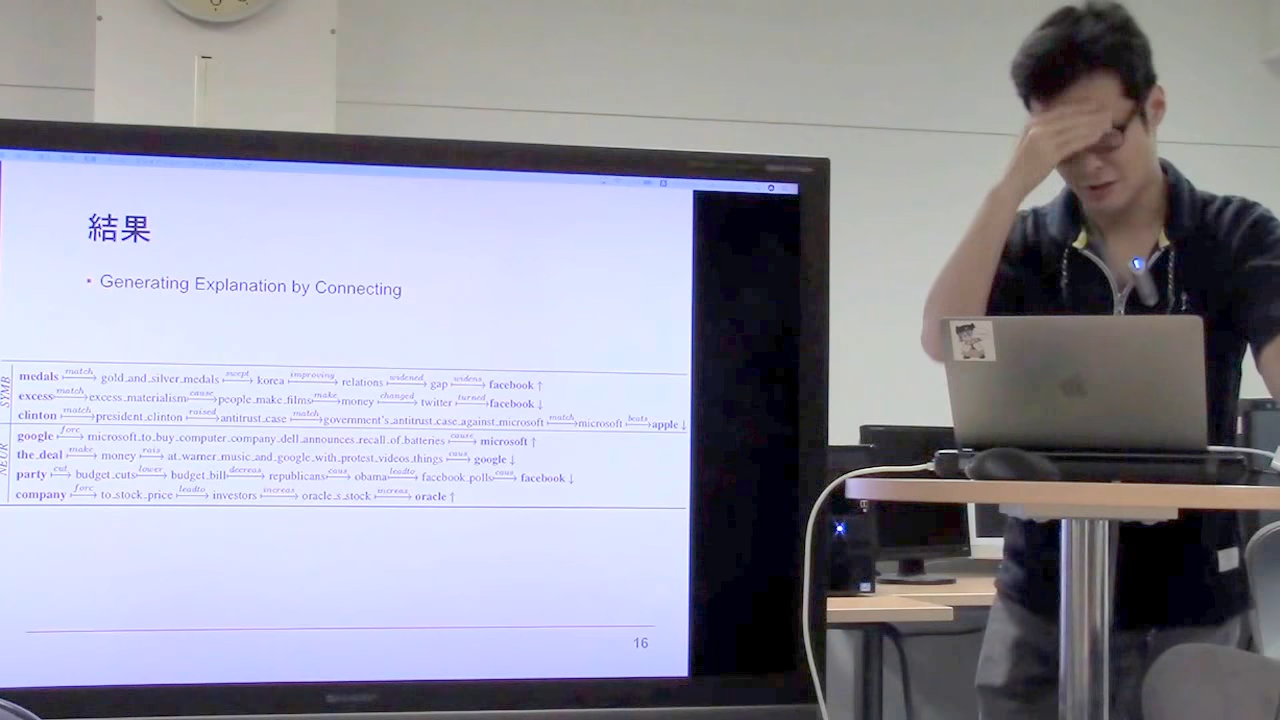 結果
• Generating Explanation by Connecting
SYMB
medals match→ gold_and_silver_medals swept→ korea improving→ relations widened→ gap widens→ facebook ↑
excess match→ excess_materialism cause→ people_make_films make→ money changed→ twitter turned→ facebook ↓
clinton match→ president_clinton raised→ antitrust_case match→ government's_antitrust_case_against_microsoft match→ microsoft beats→ apple ↓
NEUR
google forc→ microsoft_to_buy_computer_company_dell_announces_recall_of_batteries cause→ microsoft ↑
the_deal make→ money rais→ at_warner_music_and_google_with_protest_videos_things caus→ google ↓
party cut→ budget_cuts lower→ budget_bill decreas→ republicans caus→ obama leadto→ facebook_polls caus→ facebook ↓
company forc→ to_stock_price leadto→ investors increas→ oracle_s_stock increas→ oracle ↑
16
SHARP